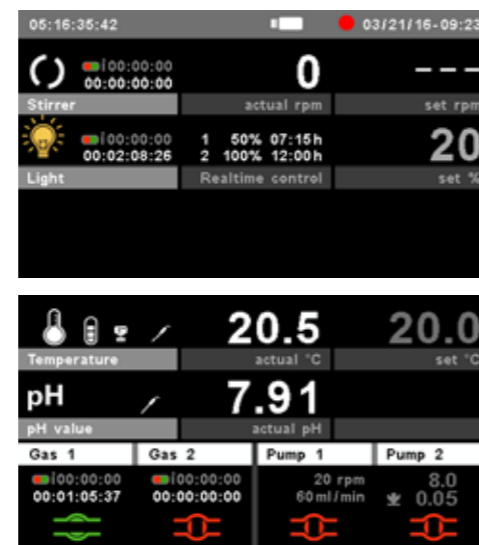 05:16:35:42 03/21/16-09:23
00:00:00 0 ---
00:00:00:00
Stirrer actual rpm set rpm
00:00:00 1 50% 07:15h 20
00:02:08:26 2 100% 12:00h
Light Realtime control set %
20.5 20.0
Temperature actual °C set °C
pH 7.91
pH value actual pH
Gas 1 Gas 2 Pump 1 Pump 2
00:00:00 00:00:00 20 rpm 8.0
00:01:05:37 00:00:00:00 60ml/min 0.05